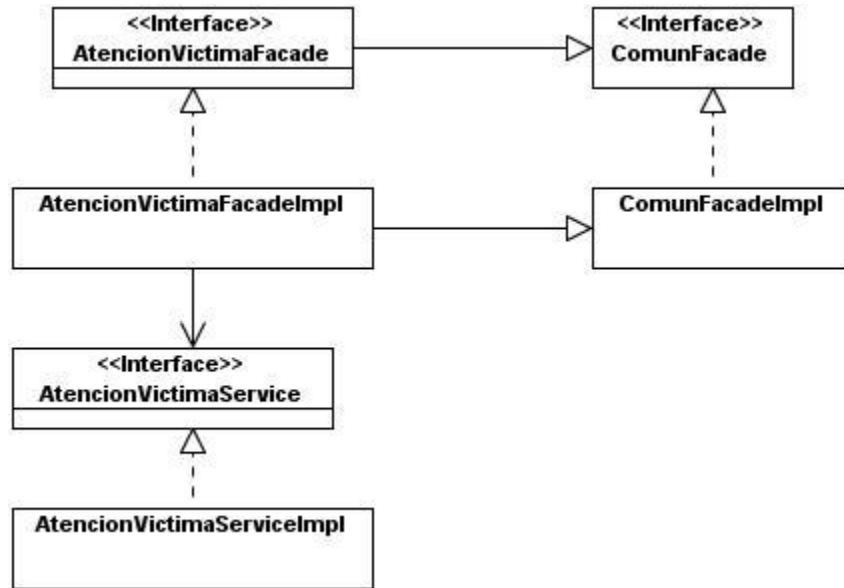 <<Interface>>
AtencionVictimaFacade
<<Interface>>
ComunFacade
AtencionVictimaFacadeImpl
ComunFacadeImpl
<<Interface>>
AtencionVictimaService
AtencionVictimaServiceImpl